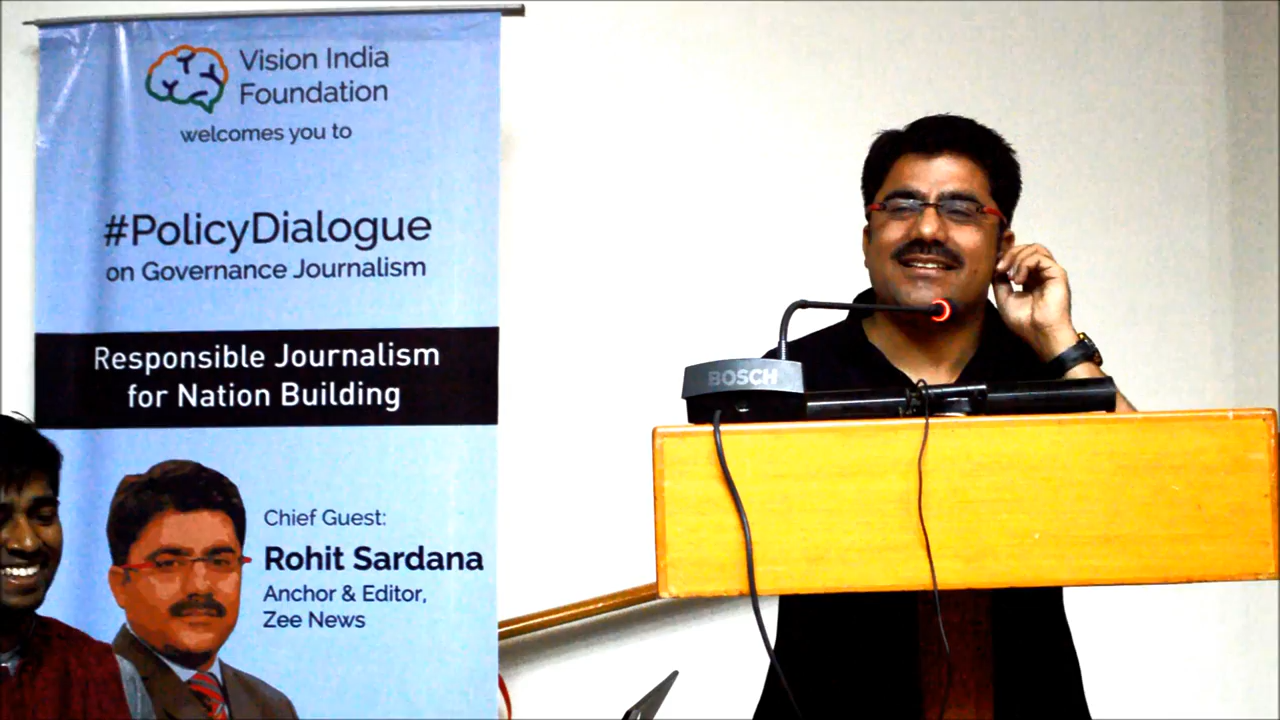 Vision India
Foundation
welcomes you to
#PolicyDialogue
on Governance Journalism
Responsible Journalism
for Nation Building
Chief Guest:
Rohit Sardana
Anchor & Editor,
Zee News
BOSCH